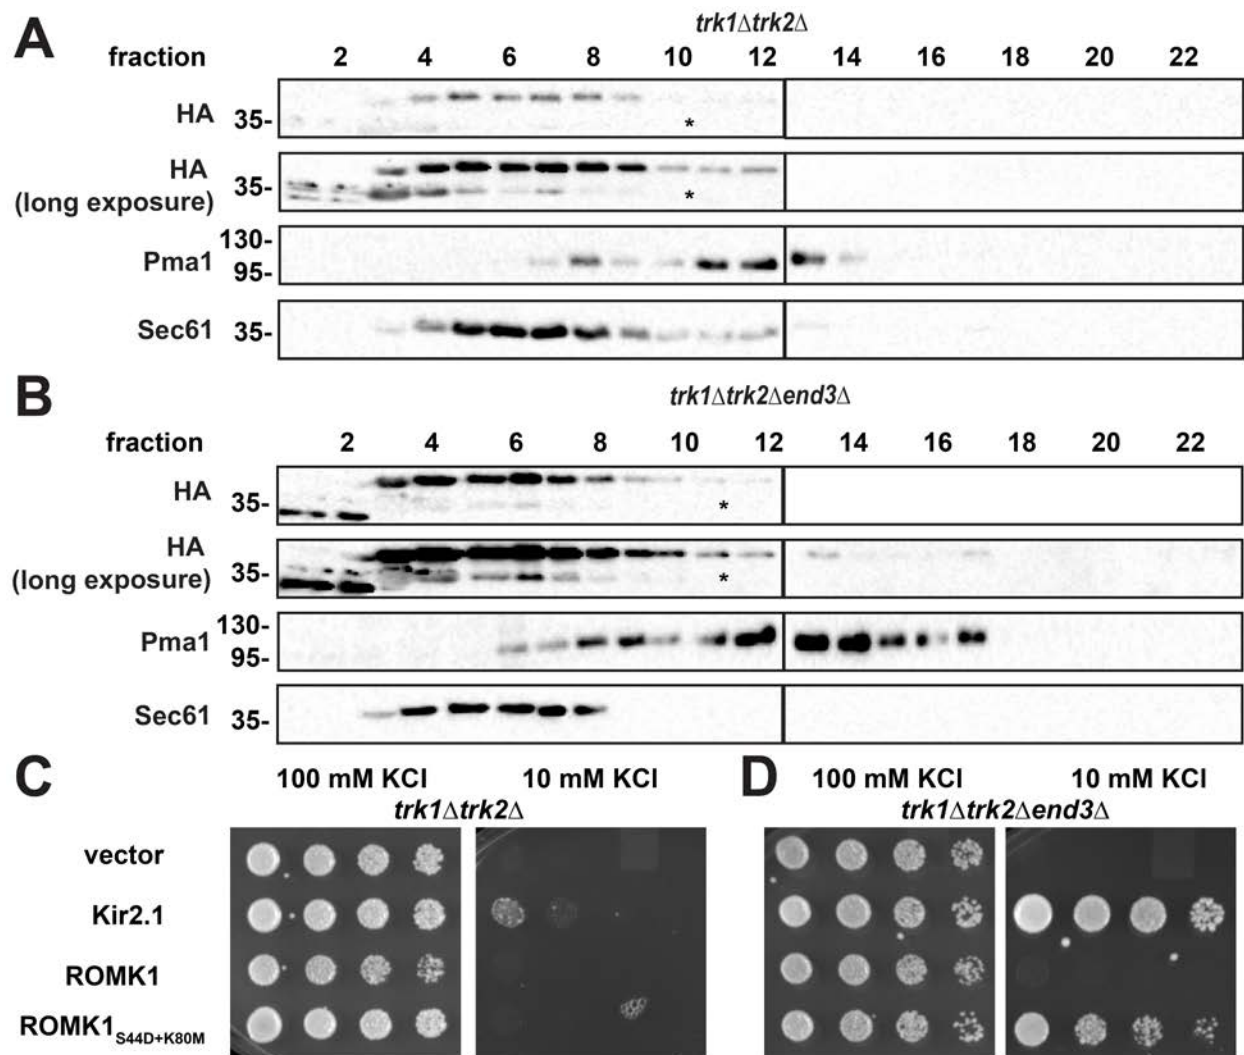 A
trk1Δtrk2Δ
fraction 2 4 6 8 10 12 14 16 18 20 22
HA 35- *
HA
(long exposure) 35- *
Pma1 130-
95-
Sec61 35-
B
trk1Δtrk2Δend3Δ
fraction 2 4 6 8 10 12 14 16 18 20 22
HA 35- *
HA
(long exposure) 35- *
Pma1 130-
95-
Sec61 35-
C 100 mM KCl 10 mM KCl D 100 mM KCl 10 mM KCl
trk1Δtrk2Δ trk1Δtrk2Δend3Δ
vector
Kir2.1
ROMK1
ROMK1S44D+K80M